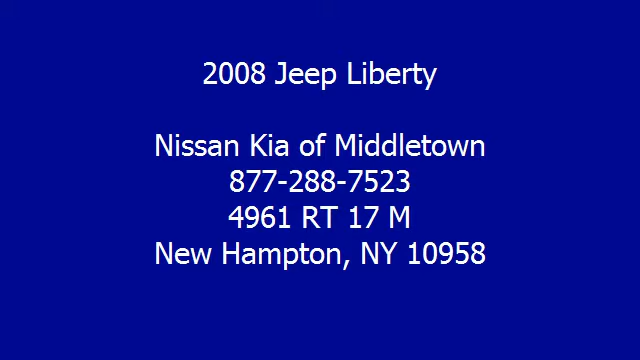 2008 Jeep Liberty
Nissan Kia of Middletown
877-288-7523
4961 RT 17 M
New Hampton, NY 10958